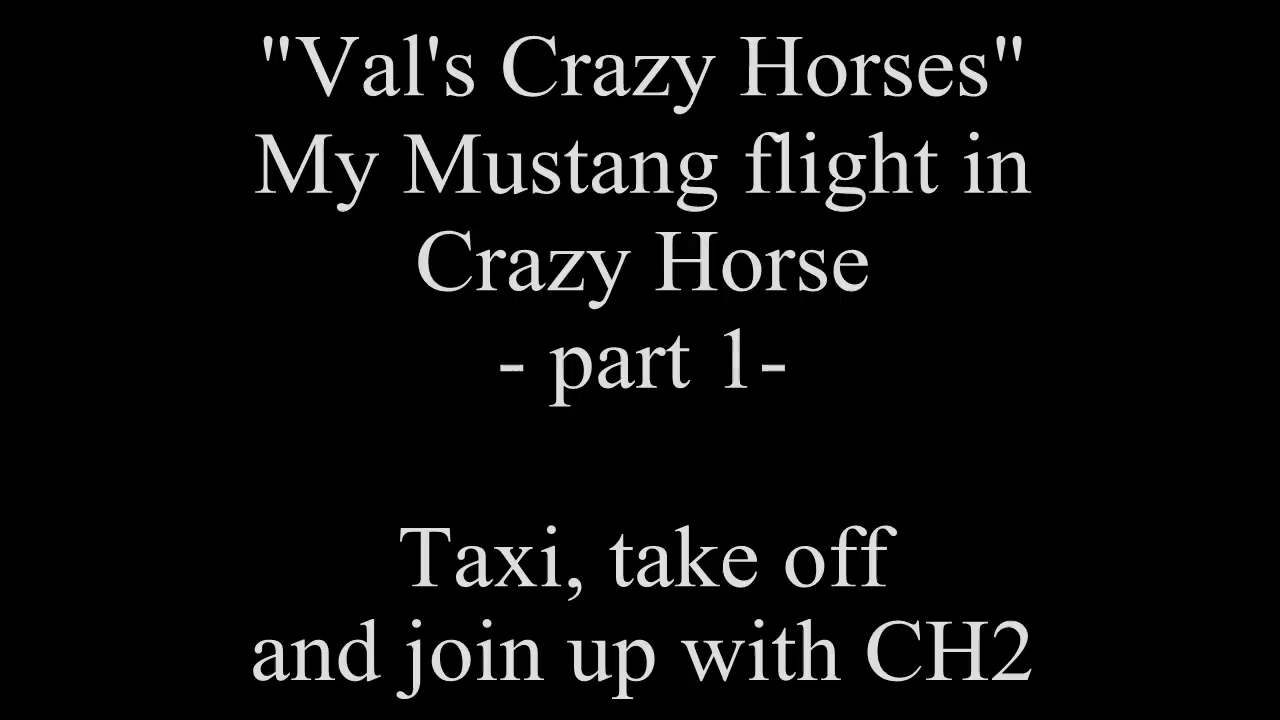 "Val's Crazy Horses"
My Mustang flight in
Crazy Horse
- part 1-
Taxi, take off
and join up with CH2